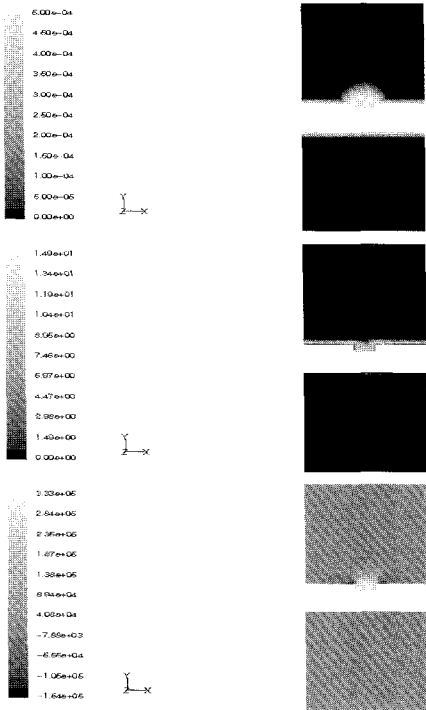 5.00e-04
4.50e-04
4.00e-04
3.50e-04
3.00e-04
2.50e-04
2.00e-04
1.50e-04
1.00e-04
5.00e-05
0.00e+00
Y
Z X
1.49e+01
1.34e+01
1.19e+01
1.04e+01
8.95e+00
7.46e+00
5.97e+00
4.47e+00
2.98e+00
1.49e+00
0.00e+00
Y
Z X
3.33e+05
2.84e+05
2.35e+05
1.87e+05
1.38e+05
8.94e+04
4.08e+04
-7.88e+03
-5.65e+04
-1.05e+05
-1.54e+05
Y
Z X